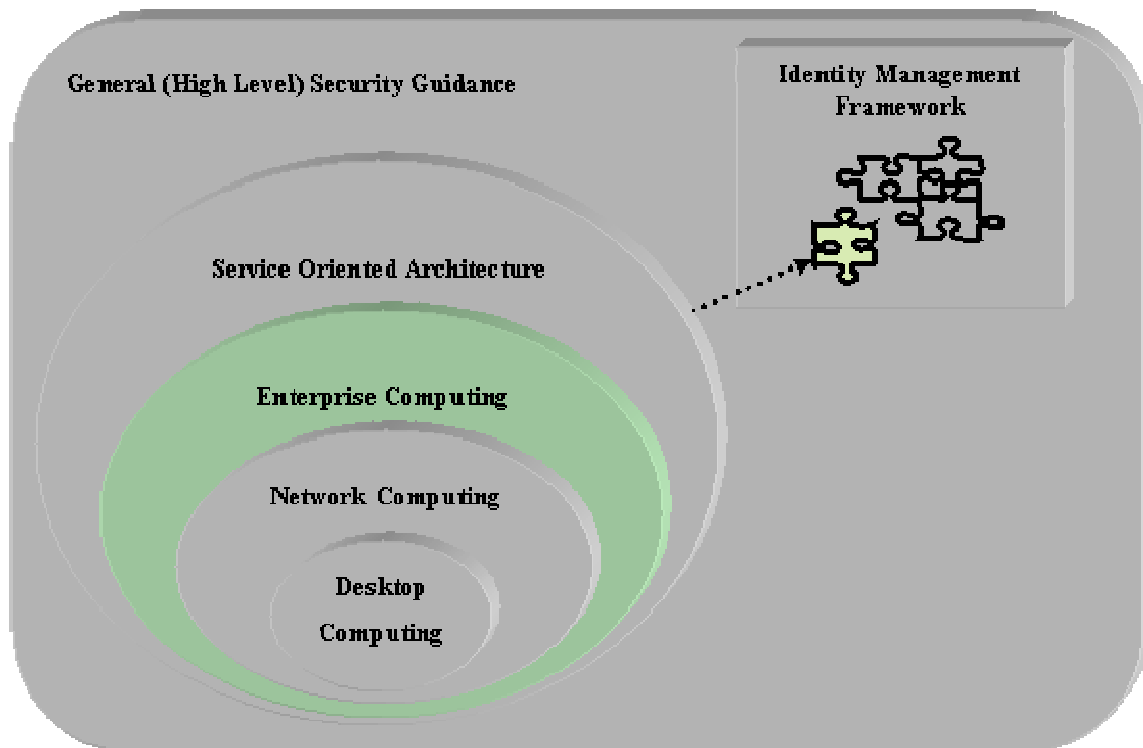 General (High Level) Security Guidance
Identity Management
Framework
Service Oriented Architecture
Enterprise Computing
Network Computing
Desktop
Computing